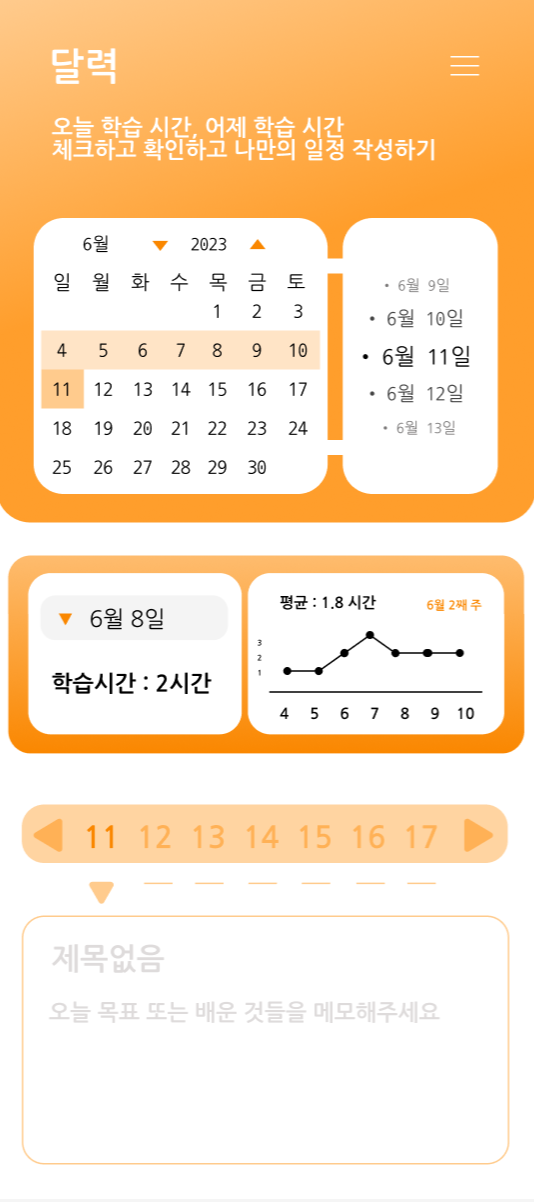 달력
오늘 학습 시간, 어제 학습 시간
체크하고 확인하고 나만의 일정 작성하기
6월 2023
일 월 화 수 목 금 토
1 2 3
4 5 6 7 8 9 10
11 12 13 14 15 16 17
18 19 20 21 22 23 24
25 26 27 28 29 30
• 6월 9일
• 6월 10일
• 6월 11일
• 6월 12일
• 6월 13일
6월 8일
학습시간 : 2시간
평균 : 1.8 시간 6월 2째 주
3
2
1
4 5 6 7 8 9 10
11 12 13 14 15 16 17
제목없음
오늘 목표 또는 배운 것들을 메모해주세요